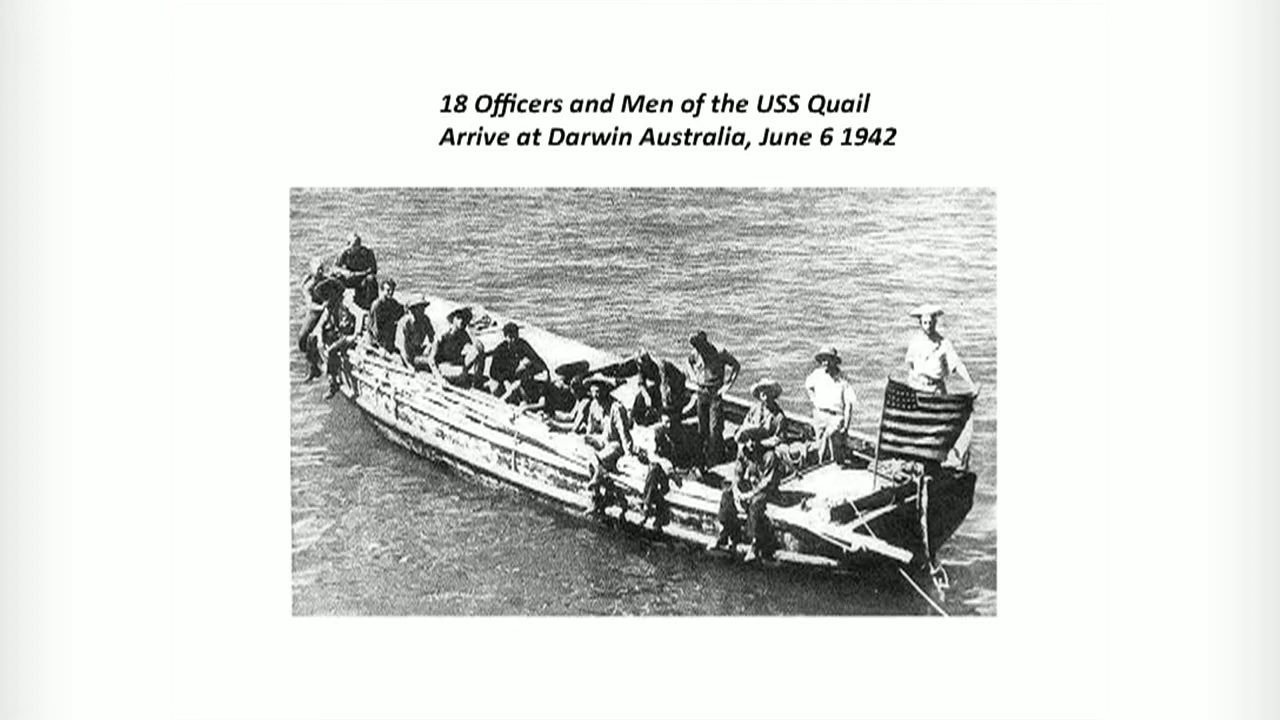 18 Officers and Men of the USS Quail
Arrive at Darwin Australia, June 6 1942